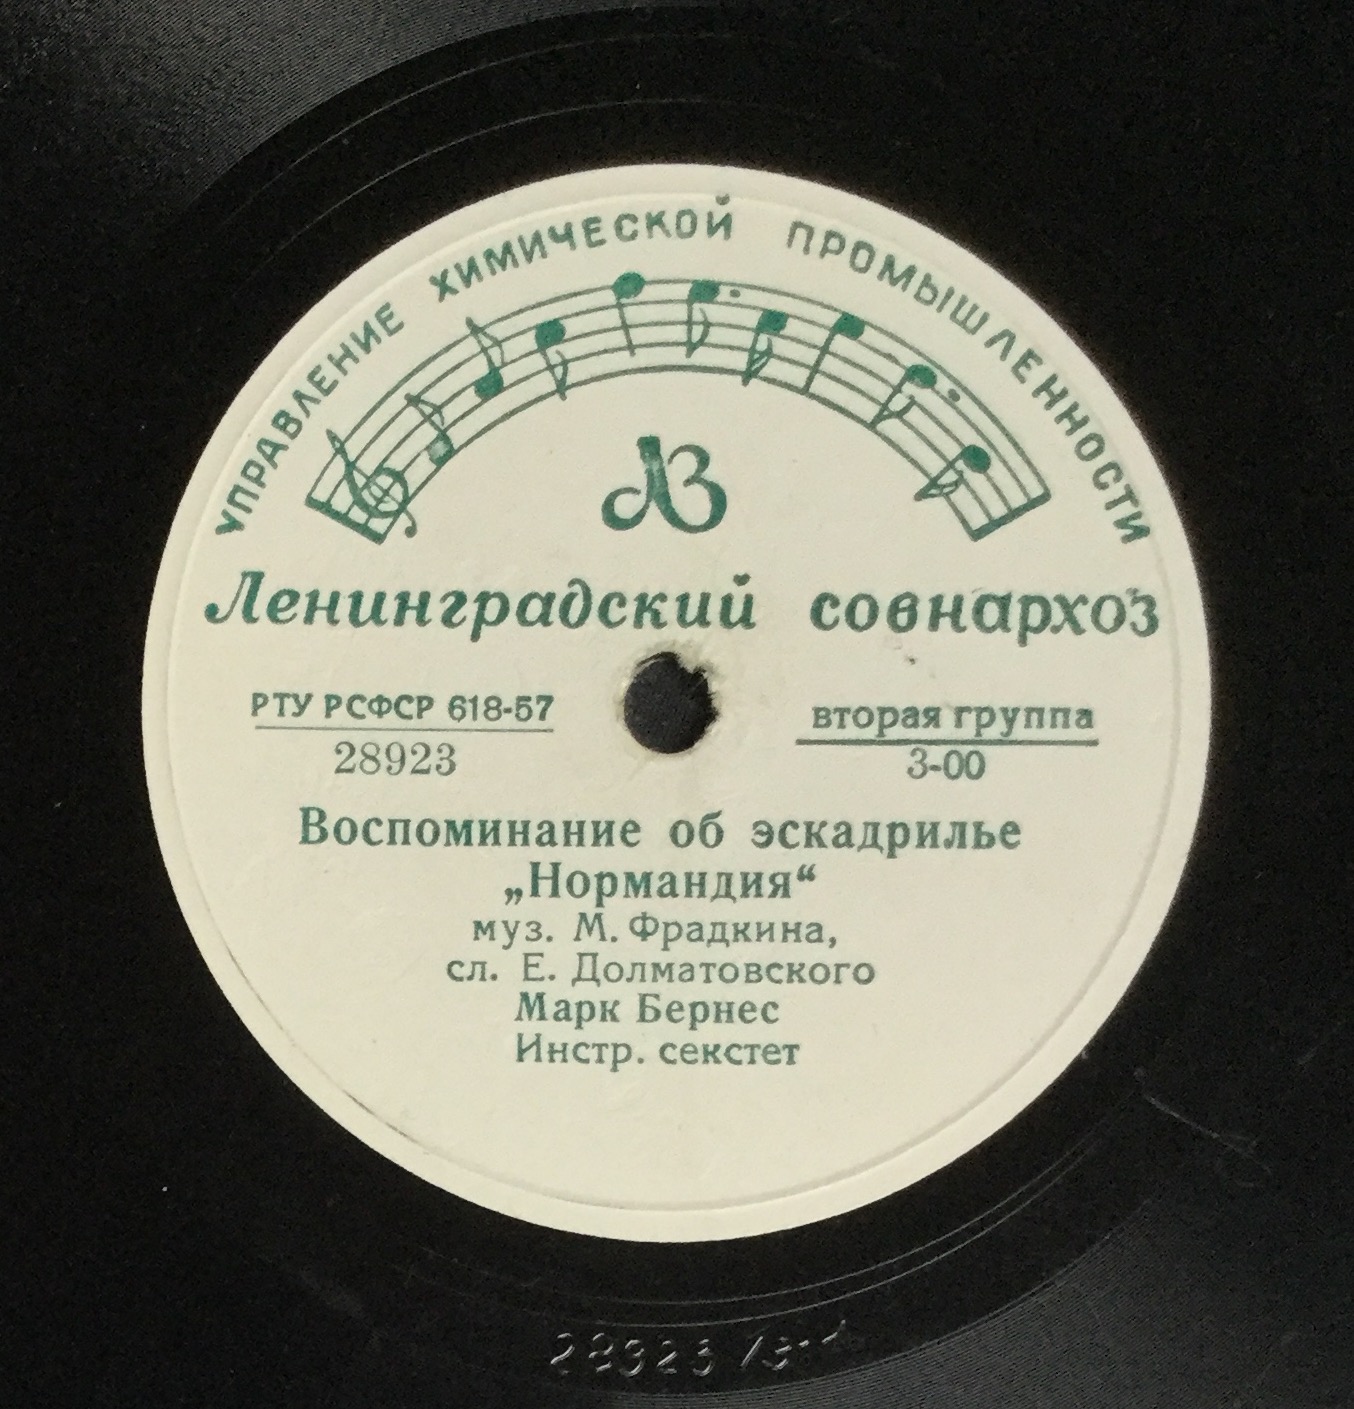 УПРАВЛЕНИЕ ХИМИЧЕСКОЙ ПРОМЫШЛЕННОСТИ
ЛЗ
Ленинградский совнархоз
РТУ РСФСР 618-57
28923
вторая группа
3-00
Воспоминание об эскадрилье
„Нормандия“
муз. М. Фрадкина,
сл. Е. Долматовского
Марк Бернес
Инстр. секстет
28923